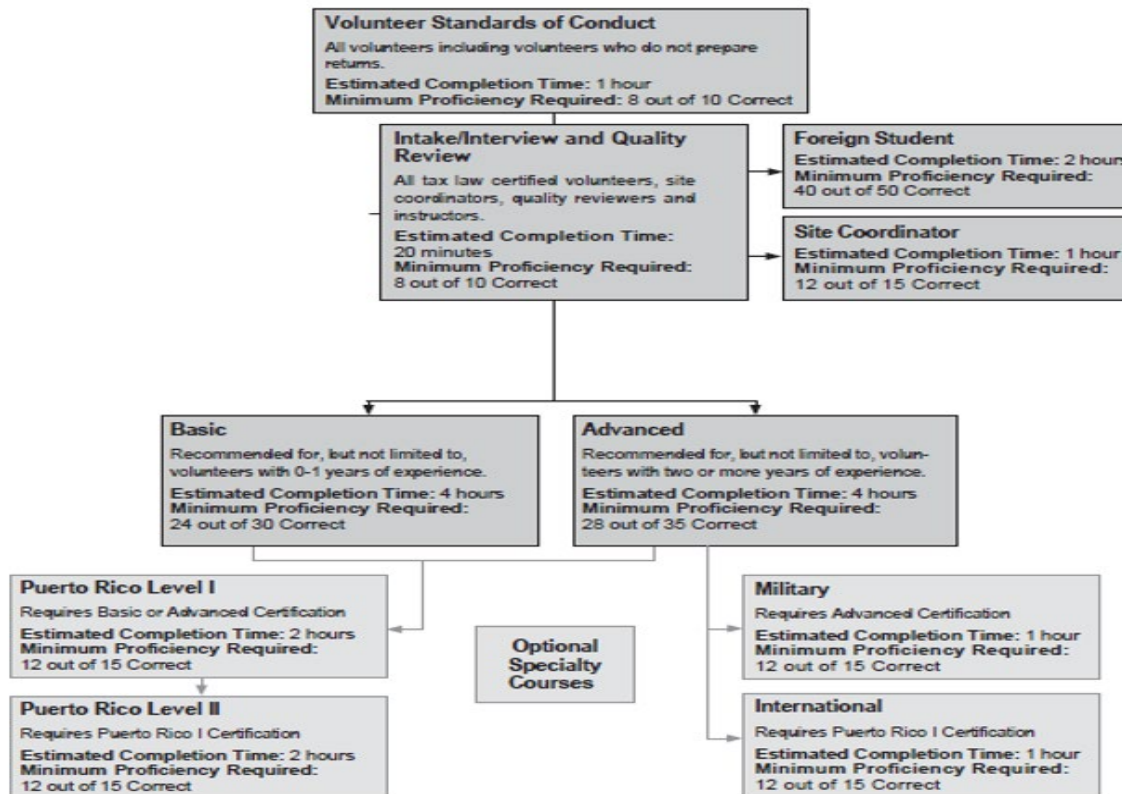 Volunteer Standards of Conduct
All volunteers including volunteers who do not prepare
returns.
Estimated Completion Time: 1 hour
Minimum Proficiency Required: 8 out of 10 Correct
Intake/Interview and Quality
Review
All tax law certified volunteers, site
coordinators, quality reviewers and
instructors.
Estimated Completion Time:
20 minutes
Minimum Proficiency Required:
8 out of 10 Correct
Foreign Student
Estimated Completion Time: 2 hours
Minimum Proficiency Required:
40 out of 50 Correct
Site Coordinator
Estimated Completion Time: 1 hour
Minimum Proficiency Required:
12 out of 15 Correct
Basic
Recommended for, but not limited to,
volunteers with 0-1 years of experience.
Estimated Completion Time: 4 hours
Minimum Proficiency Required:
24 out of 30 Correct
Advanced
Recommended for, but not limited to, volun-
teers with two or more years of experience.
Estimated Completion Time: 4 hours
Minimum Proficiency Required:
28 out of 35 Correct
Puerto Rico Level I
Requires Basic or Advanced Certification
Estimated Completion Time: 2 hours
Minimum Proficiency Required:
12 out of 15 Correct
Optional
Specialty
Courses
Military
Requires Advanced Certification
Estimated Completion Time: 1 hour
Minimum Proficiency Required:
12 out of 15 Correct
Puerto Rico Level II
Requires Puerto Rico I Certification
Estimated Completion Time: 2 hours
Minimum Proficiency Required:
12 out of 15 Correct
International
Requires Puerto Rico I Certification
Estimated Completion Time: 1 hour
Minimum Proficiency Required:
12 out of 15 Correct